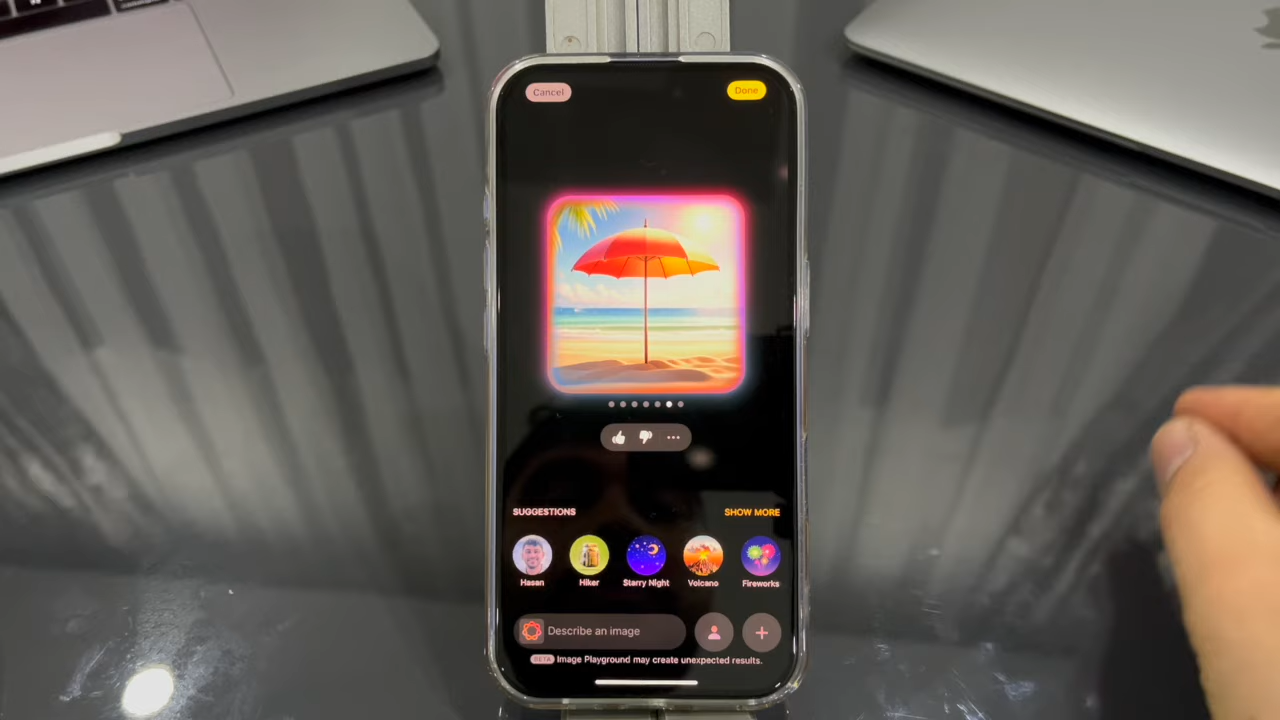 Cancel
Done
SUGGESTIONS
SHOW MORE
Hasan
Hiker
Starry Night
Volcano
Fireworks
Describe an image
BETA Image Playground may create unexpected results.